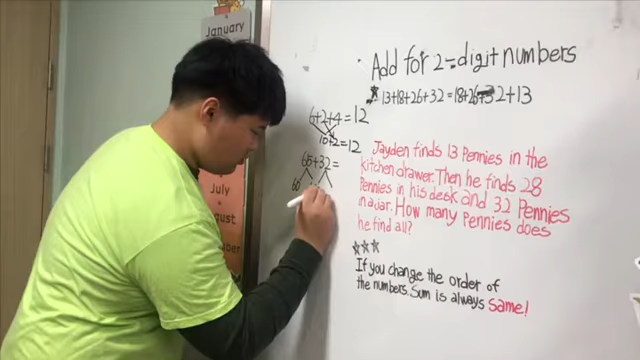 January
July
August
Add for 2-digit numbers
13+18+26+32=18+26+32+13
6+2+4=12
10+2=12
66+32=
60
Jayden finds 13 Pennies in the
kitchen drawer. Then he finds 28
Pennies in his desk and 32 Pennies
in a jar. How many Pennies does
he find all?
If you change the order of
the numbers. Sum is always same!